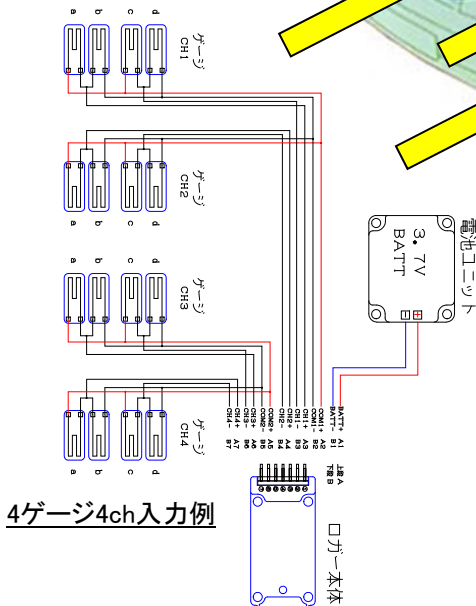 a b c d
ゲージ
CH1
ゲージ
CH2
a b c d
a b c d
ゲージ
CH3
ゲージ
CH4
a b c d
電池ユニット
3.7V
BATT
- +
BATT+ A1 上段 A
BATT- B1 下段 B
COM1+ A2
COM1- B2
CH1+ A3
CH1- B3
CH2+ A4
CH2- B4
COM2+ A5
COM2- B5
CH3+ A6
CH3- B6
CH4+ A7
CH4- B7
ロガー本体
4ゲージ4ch入力例